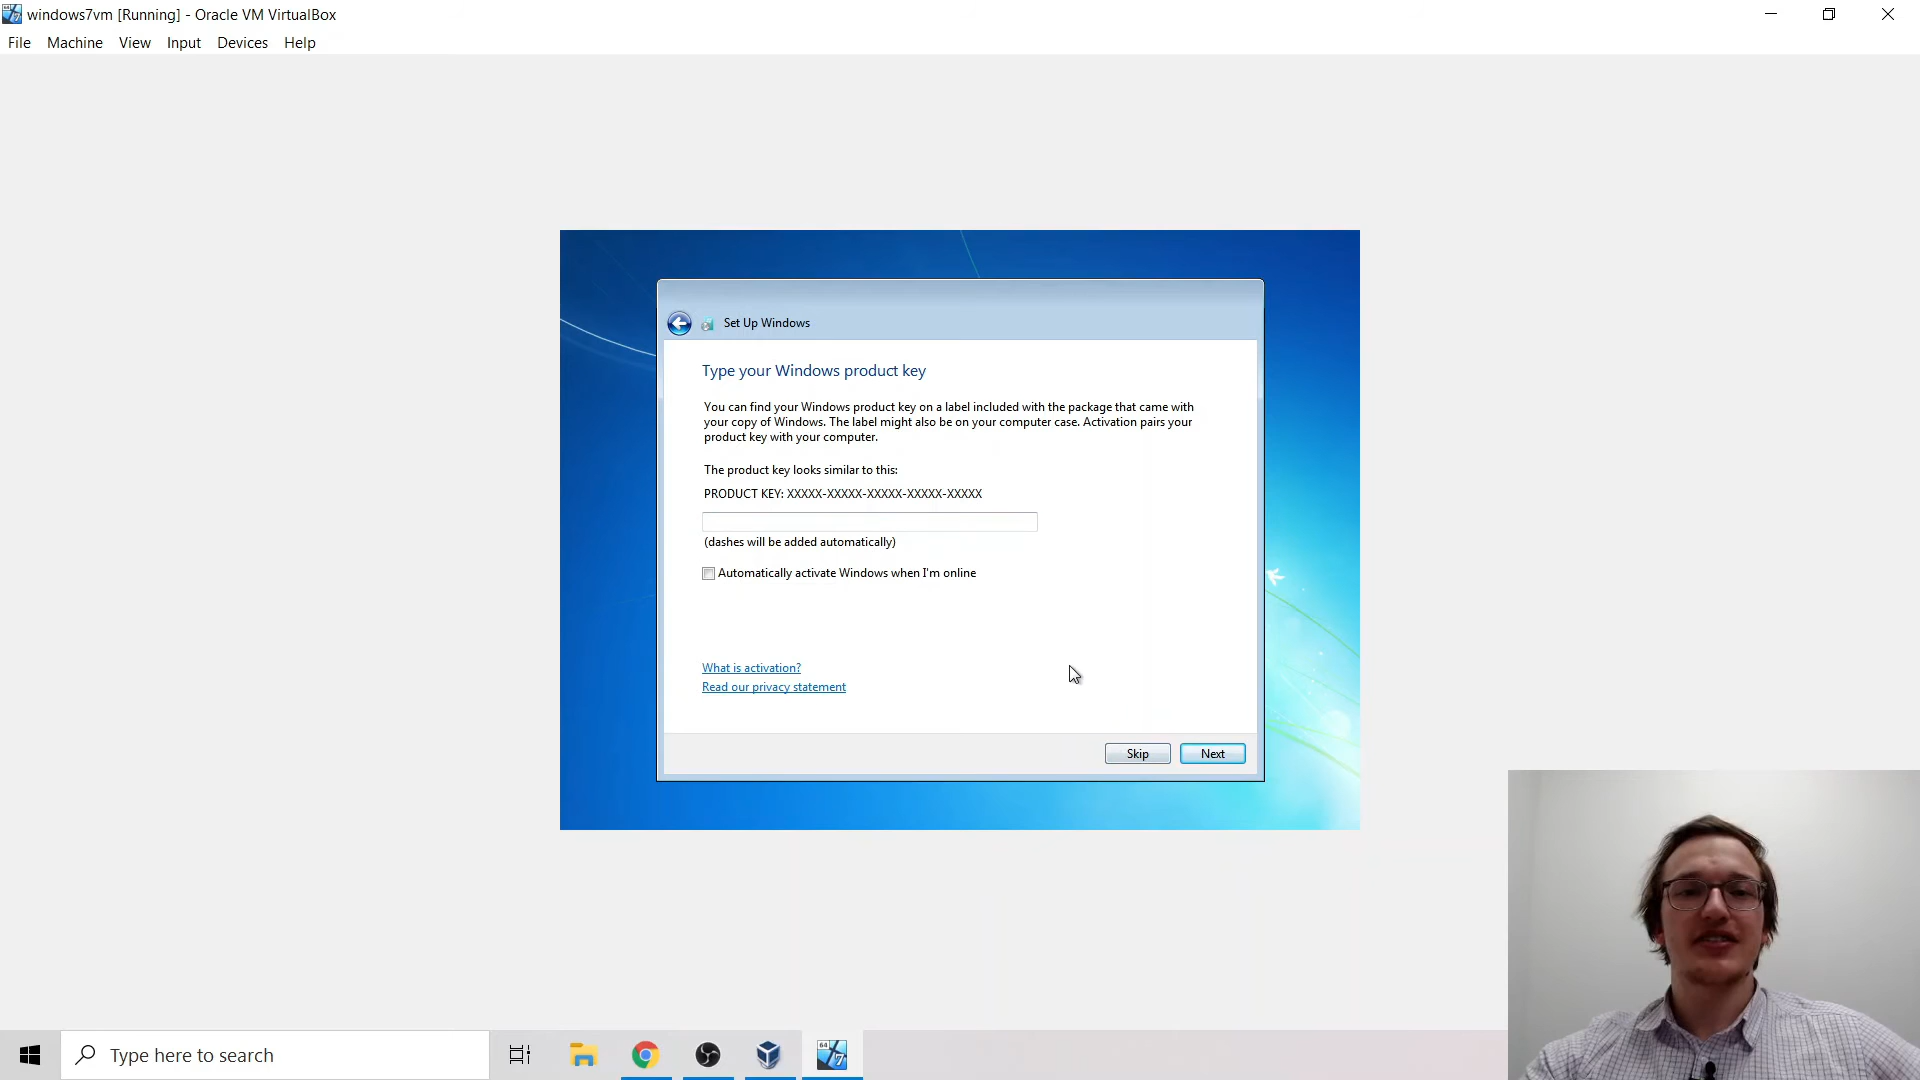 windows7vm [Running] - Oracle VM VirtualBox
File Machine View Input Devices Help
Set Up Windows
Type your Windows product key
You can find your Windows product key on a label included with the package that came with
your copy of Windows. The label might also be on your computer case. Activation pairs your
product key with your computer.
The product key looks similar to this:
PRODUCT KEY: XXXXX-XXXXX-XXXXX-XXXXX-XXXXX
(dashes will be added automatically)
Automatically activate Windows when I'm online
What is activation?
Read our privacy statement
Skip Next
Type here to search
64
7